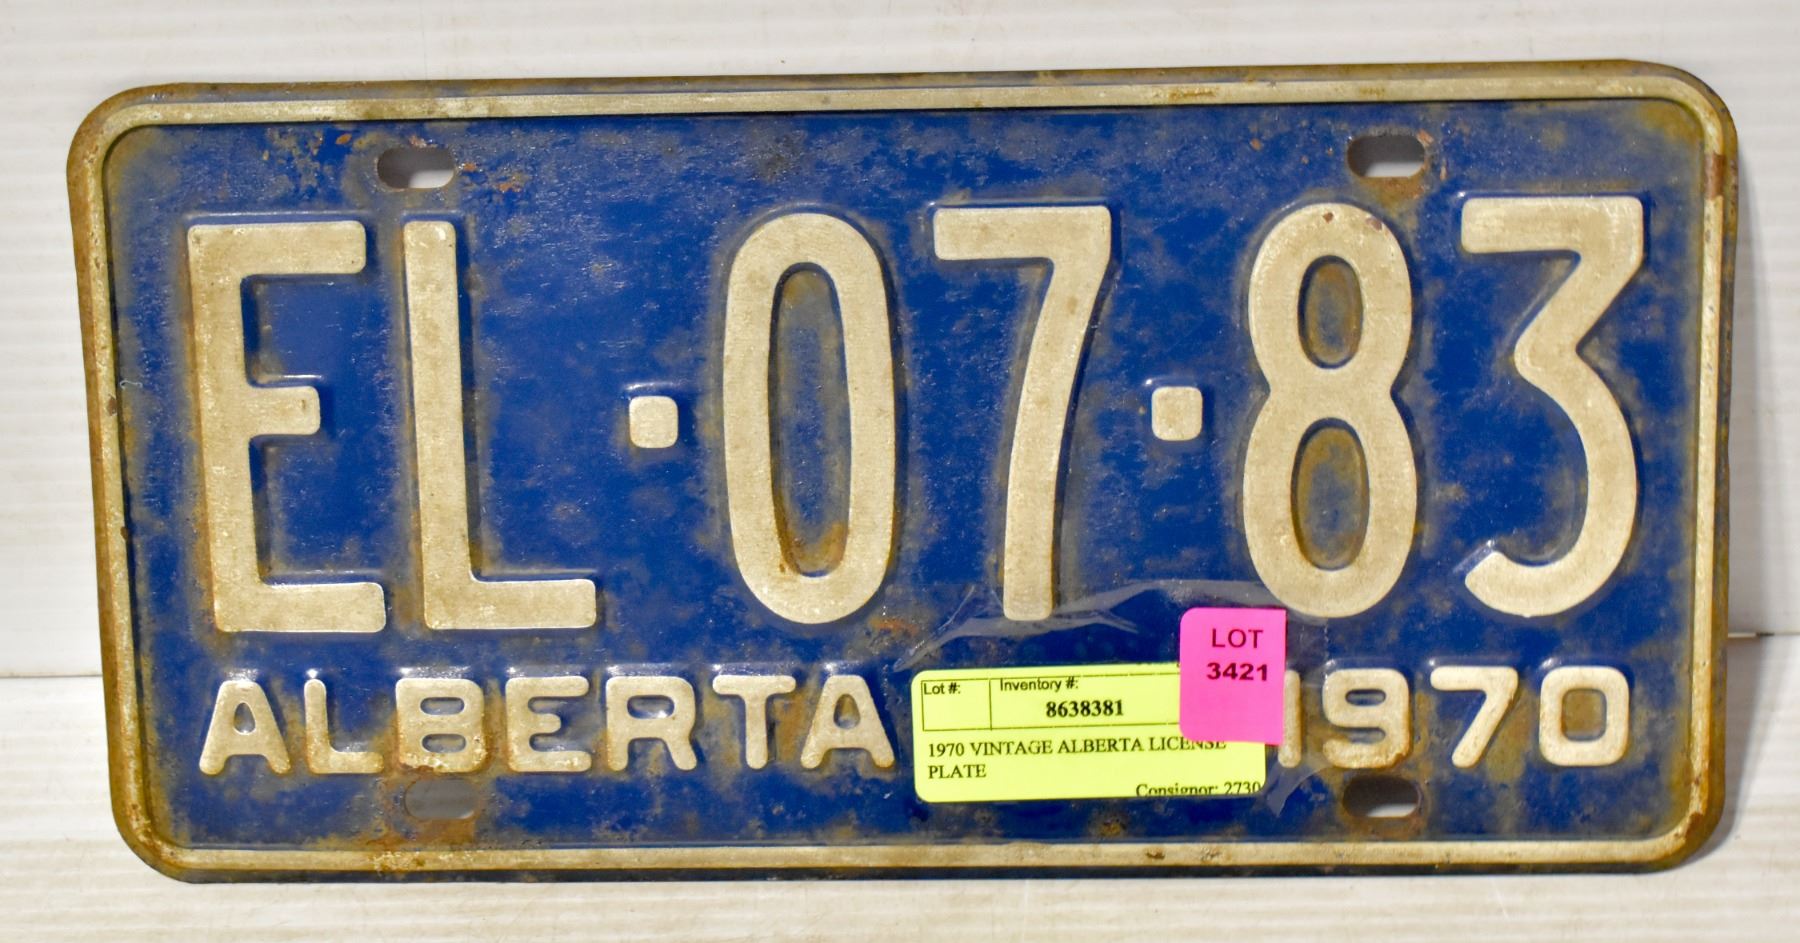 EL·07·83
ALBERTA 1970
LOT
3421
Lot #: Inventory #:
8638381
1970 VINTAGE ALBERTA LICENSE
PLATE
Consignor: 2730